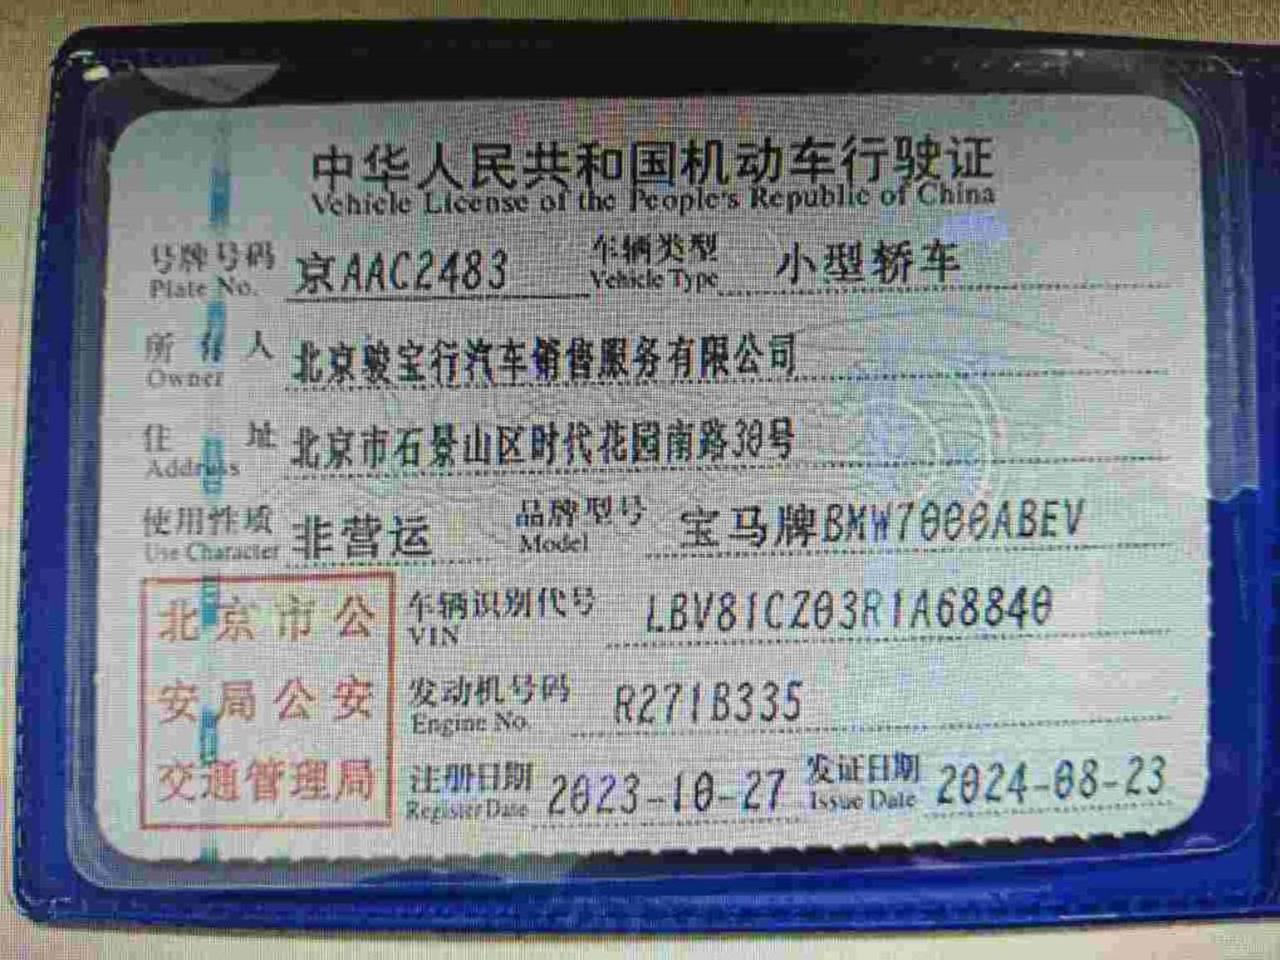 中华人民共和国机动车行驶证
Vehicle License of the People's Republic of China
号牌号码 京AAC2483 车辆类型 小型轿车
Plate No. Vehicle Type
所有人 北京骏宝行汽车销售服务有限公司
Owner
住址 北京市石景山区时代花园南路30号
Address
使用性质 非营运 品牌型号 宝马牌BMW7000ABEV
Use Character Model
北京市公
安局公安
交通管理局
车辆识别代号 LBV81CZ03R1A68840
VIN
发动机号码 R271B335
Engine No.
注册日期 2023-10-27 发证日期 2024-08-23
Register Date Issue Date